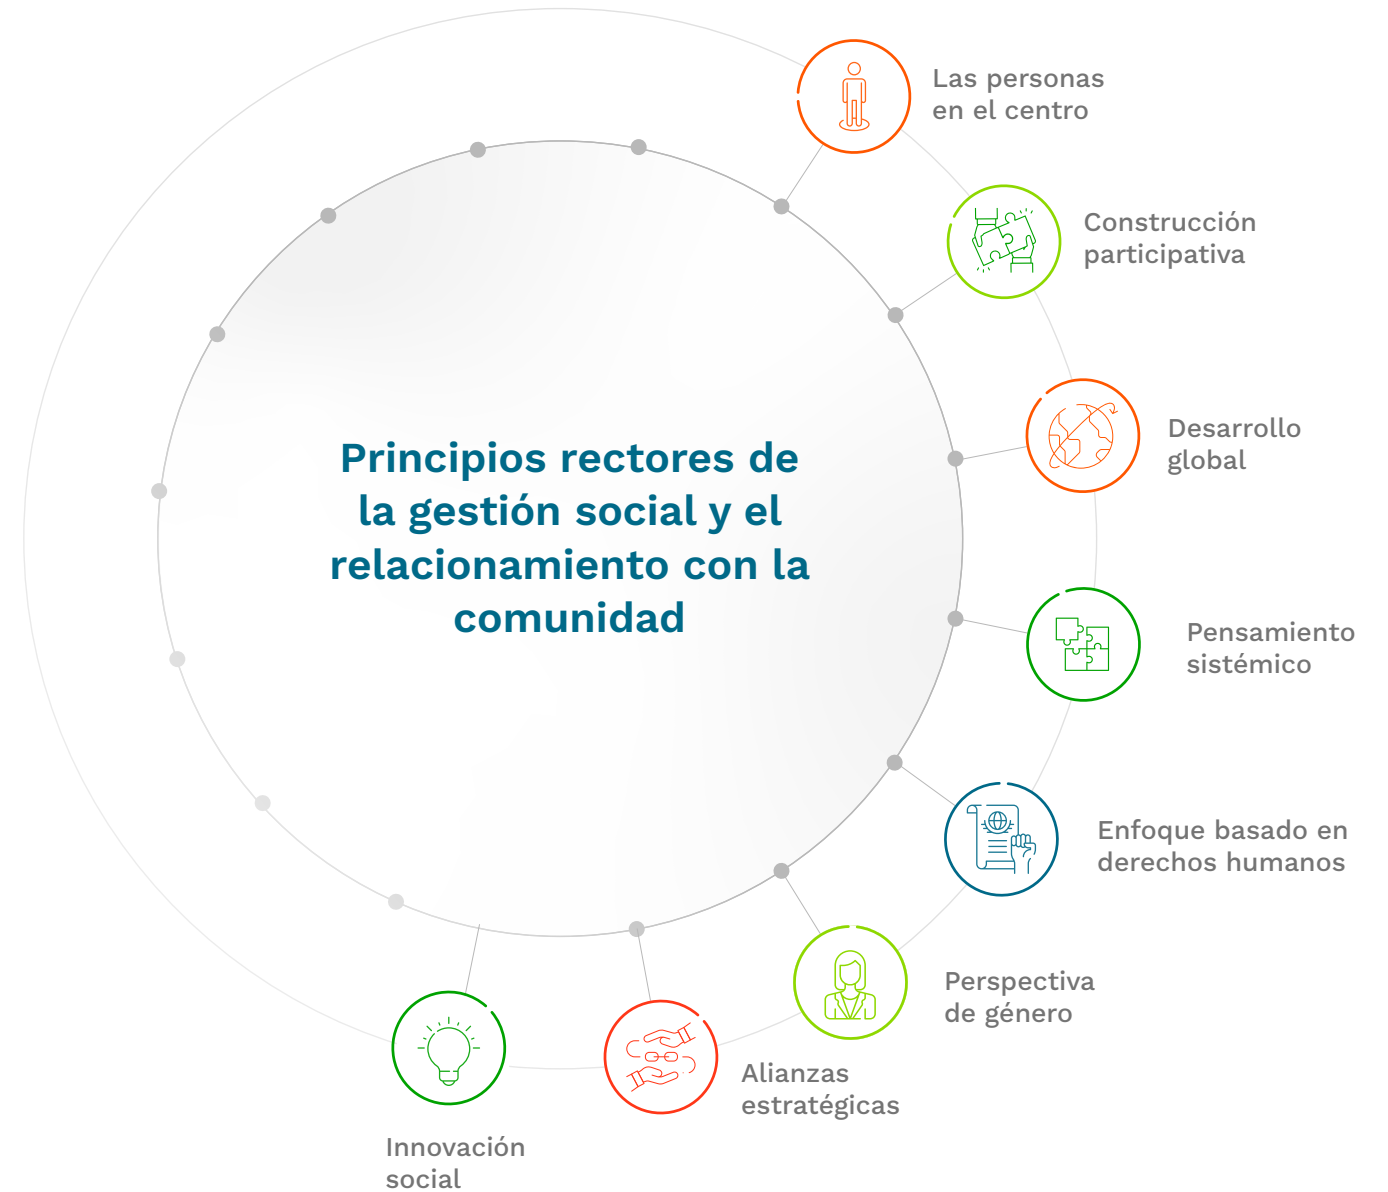 Principios rectores de
la gestión social y el
relacionamiento con la
comunidad
Las personas
en el centro
Construcción
participativa
Desarrollo
global
Pensamiento
sistémico
Enfoque basado en
derechos humanos
Perspectiva
de género
Alianzas
estratégicas
Innovación
social